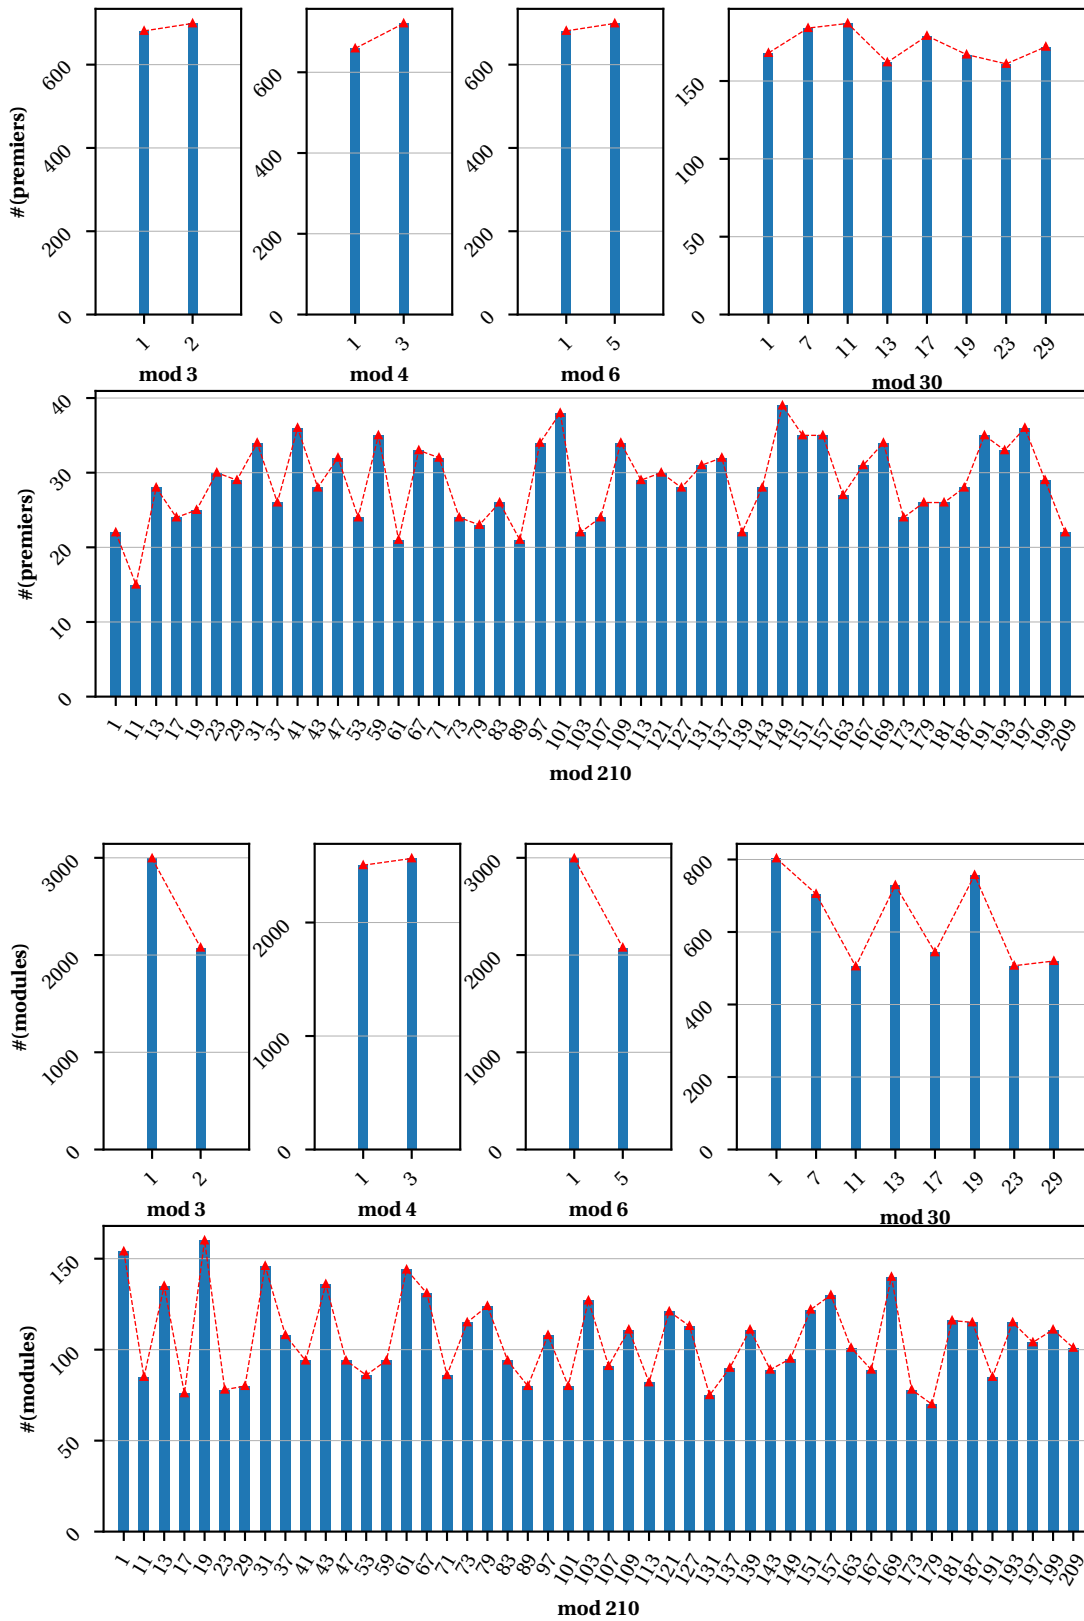 #(premiers)
0 200 400 600
1 2
mod 3
0 200 400 600
1 3
mod 4
0 200 400 600
1 5
mod 6
0 50 100 150
1 7 11 13 17 19 23 29
mod 30
#(premiers)
0 10 20 30 40
1 11 13 17 19 23 29 31 37 41 43 47 53 59 61 67 71 73 79 83 89 97 101 103 107 109 113 121 127 131 137 139 143 149 151 157 163 167 169 173 179 181 187 191 193 197 199 209
mod 210
#(modules)
0 1000 2000 3000
1 2
mod 3
0 1000 2000
1 3
mod 4
0 1000 2000 3000
1 5
mod 6
0 200 400 600 800
1 7 11 13 17 19 23 29
mod 30
#(modules)
0 50 100 150
1 11 13 17 19 23 29 31 37 41 43 47 53 59 61 67 71 73 79 83 89 97 101 103 107 109 113 121 127 131 137 139 143 149 151 157 163 167 169 173 179 181 187 191 193 197 199 209
mod 210